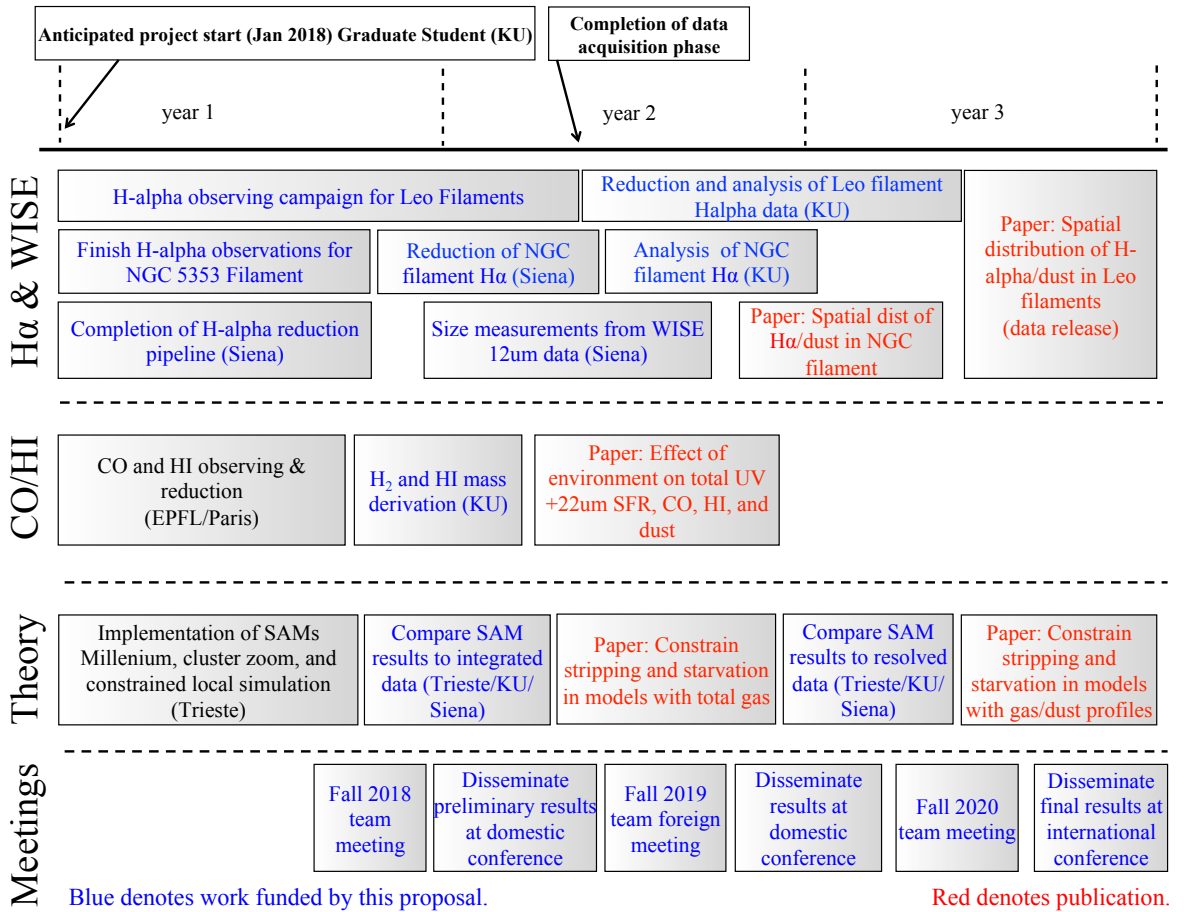 Anticipated project start (Jan 2018) Graduate Student (KU)
Completion of data
acquisition phase
year 1
year 2
year 3
Hα & WISE
H-alpha observing campaign for Leo Filaments
Reduction and analysis of Leo filament
Halpha data (KU)
Paper: Spatial
distribution of H-
alpha/dust in Leo
filaments
(data release)
Finish H-alpha observations for
NGC 5353 Filament
Reduction of NGC
filament Hα (Siena)
Analysis of NGC
filament Hα (KU)
Completion of H-alpha reduction
pipeline (Siena)
Size measurements from WISE
12um data (Siena)
Paper: Spatial dist of
Hα/dust in NGC
filament
CO/HI
CO and HI observing &
reduction
(EPFL/Paris)
H₂ and HI mass
derivation (KU)
Paper: Effect of
environment on total UV
+22um SFR, CO, HI, and
dust
Theory
Implementation of SAMs
Millenium, cluster zoom, and
constrained local simulation
(Trieste)
Compare SAM
results to integrated
data (Trieste/KU/
Siena)
Paper: Constrain
stripping and starvation
in models with total gas
Compare SAM
results to resolved
data (Trieste/KU/
Siena)
Paper: Constrain
stripping and
starvation in models
with gas/dust profiles
Meetings
Fall 2018
team
meeting
Disseminate
preliminary results
at domestic
conference
Fall 2019
team foreign
meeting
Disseminate
results at
domestic
conference
Fall 2020
team meeting
Disseminate
final results at
international
conference
Blue denotes work funded by this proposal.
Red denotes publication.